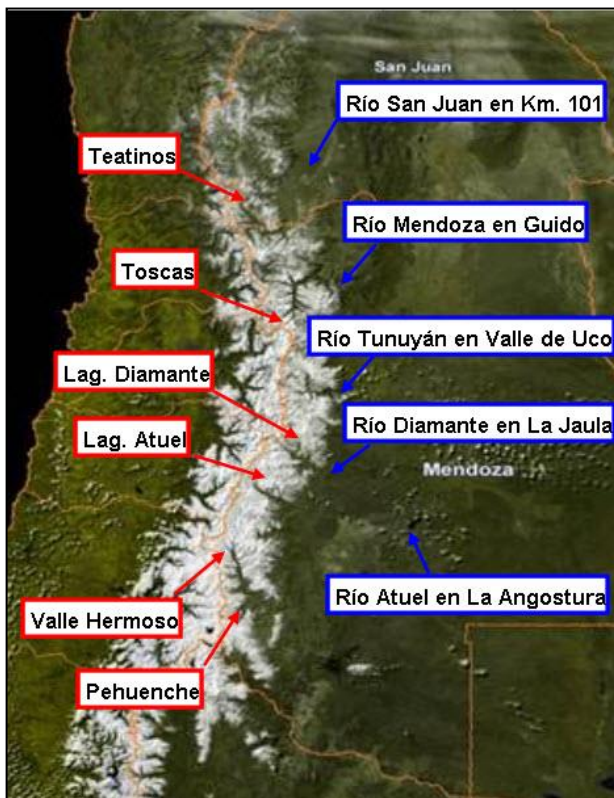 San Juan
Río San Juan en Km. 101
Teatinos
Río Mendoza en Guido
Toscas
Río Tunuyán en Valle de Uco
Lag. Diamante
Río Diamante en La Jaula
Lag. Atuel
Mendoza
Río Atuel en La Angostura
Valle Hermoso
Pehuenche